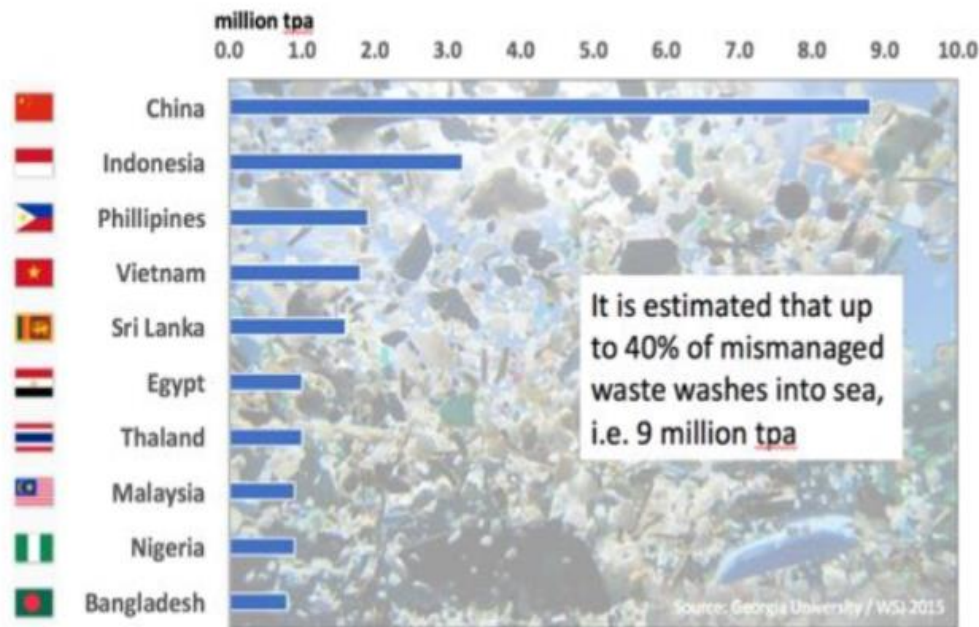 million tpa
0.0 1.0 2.0 3.0 4.0 5.0 6.0 7.0 8.0 9.0 10.0
China
Indonesia
Phillipines
Vietnam
Sri Lanka
Egypt
Thaland
Malaysia
Nigeria
Bangladesh
It is estimated that up
to 40% of mismanaged
waste washes into sea,
i.e. 9 million tpa
Source: Georgia University / WSJ 2015